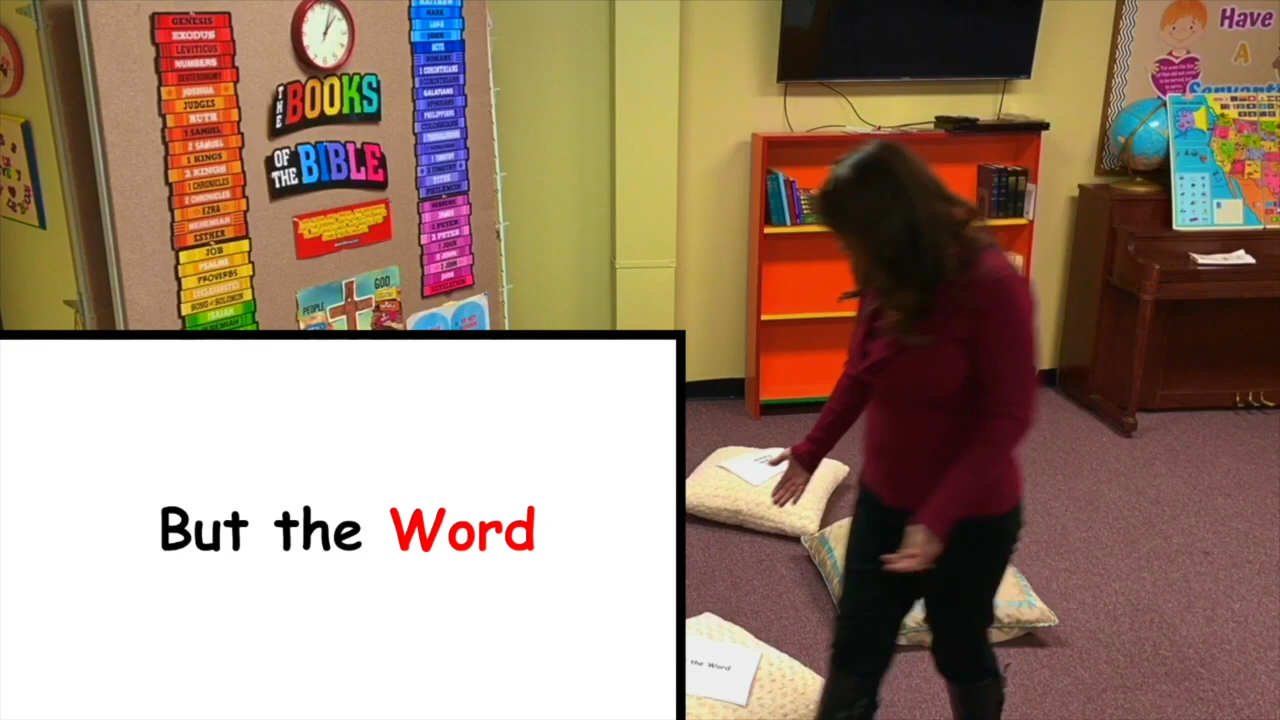 GENESIS
EXODUS
LEVITICUS
NUMBERS
DEUTERONOMY
JOSHUA
JUDGES
RUTH
1 SAMUEL
2 SAMUEL
1 KINGS
2 KINGS
1 CHRONICLES
2 CHRONICLES
EZRA
NEHEMIAH
ESTHER
JOB
PSALMS
PROVERBS
ECCLESIASTES
SONG of SOLOMON
ISAIAH
THE BOOKS
OF THE BIBLE
PEOPLE
GOD
MATTHEW
MARK
LUKE
JOHN
ACTS
ROMANS
1 CORINTHIANS
2 CORINTHIANS
GALATIANS
EPHESIANS
PHILIPPIANS
COLOSSIANS
1 TIMOTHY
2 TIMOTHY
TITUS
PHILEMON
HEBREWS
JAMES
1 PETER
2 PETER
1 JOHN
2 JOHN
3 JOHN
JUDE
REVELATION
Have
A
Servant
But the Word
the Word